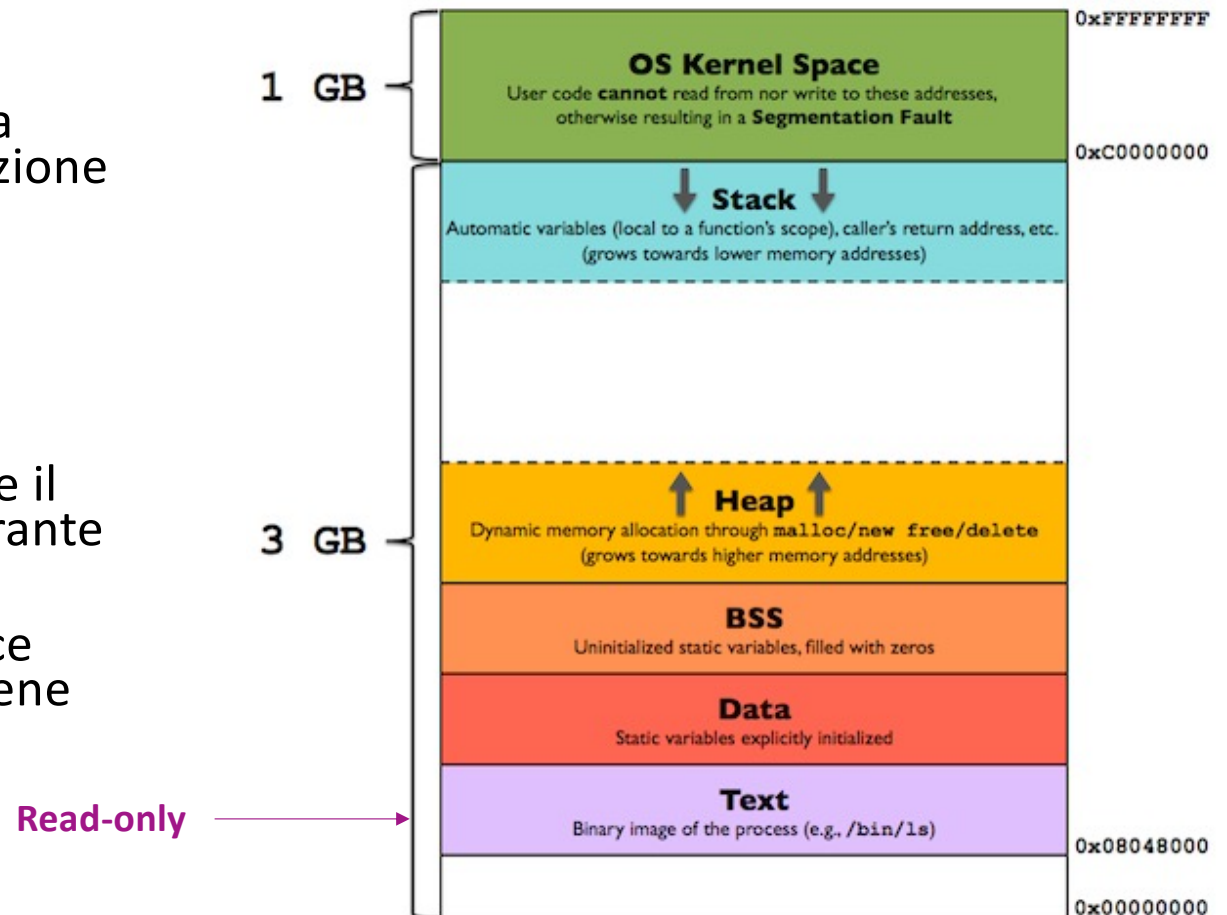 a
zione
e il
rante
ce
ene
Read-only
1 GB
3 GB
OS Kernel Space
User code cannot read from nor write to these addresses,
otherwise resulting in a Segmentation Fault
Stack
Automatic variables (local to a function's scope), caller's return address, etc.
(grows towards lower memory addresses)
Heap
Dynamic memory allocation through malloc/new free/delete
(grows towards higher memory addresses)
BSS
Uninitialized static variables, filled with zeros
Data
Static variables explicitly initialized
Text
Binary image of the process (e.g., /bin/ls)
0xFFFFFFFF
0xC0000000
0x08048000
0x00000000